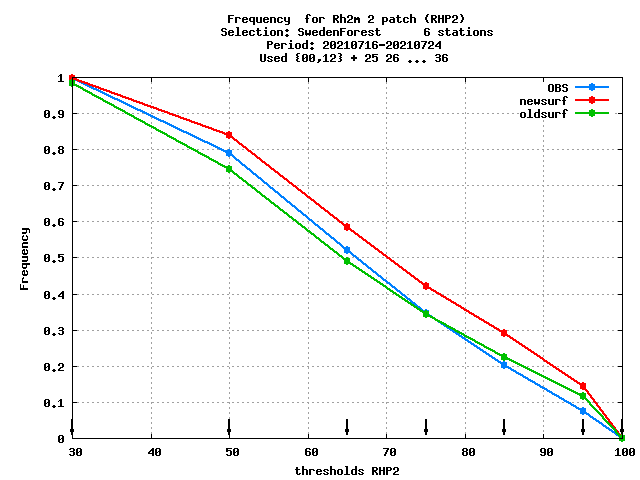 Frequency  for Rh2m 2 patch (RHP2)
Selection: SwedenForest      6 stations
Period: 20210716-20210724
Used {00,12} + 25 26 ... 36
OBS
newsurf
oldsurf
1
0.9
0.8
0.7
0.6
0.5
0.4
0.3
0.2
0.1
0
Frequency
30 40 50 60 70 80 90 100
thresholds RHP2